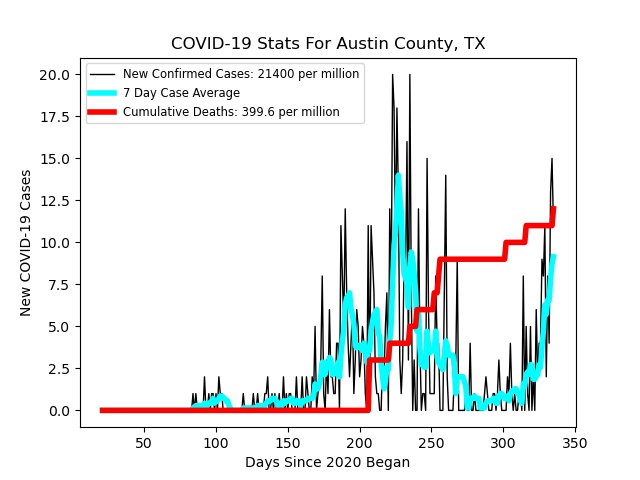 COVID-19 Stats For Austin County, TX
New Confirmed Cases: 21400 per million
7 Day Case Average
Cumulative Deaths: 399.6 per million
New COVID-19 Cases
20.0
17.5
15.0
12.5
10.0
7.5
5.0
2.5
0.0
50 100 150 200 250 300 350
Days Since 2020 Began